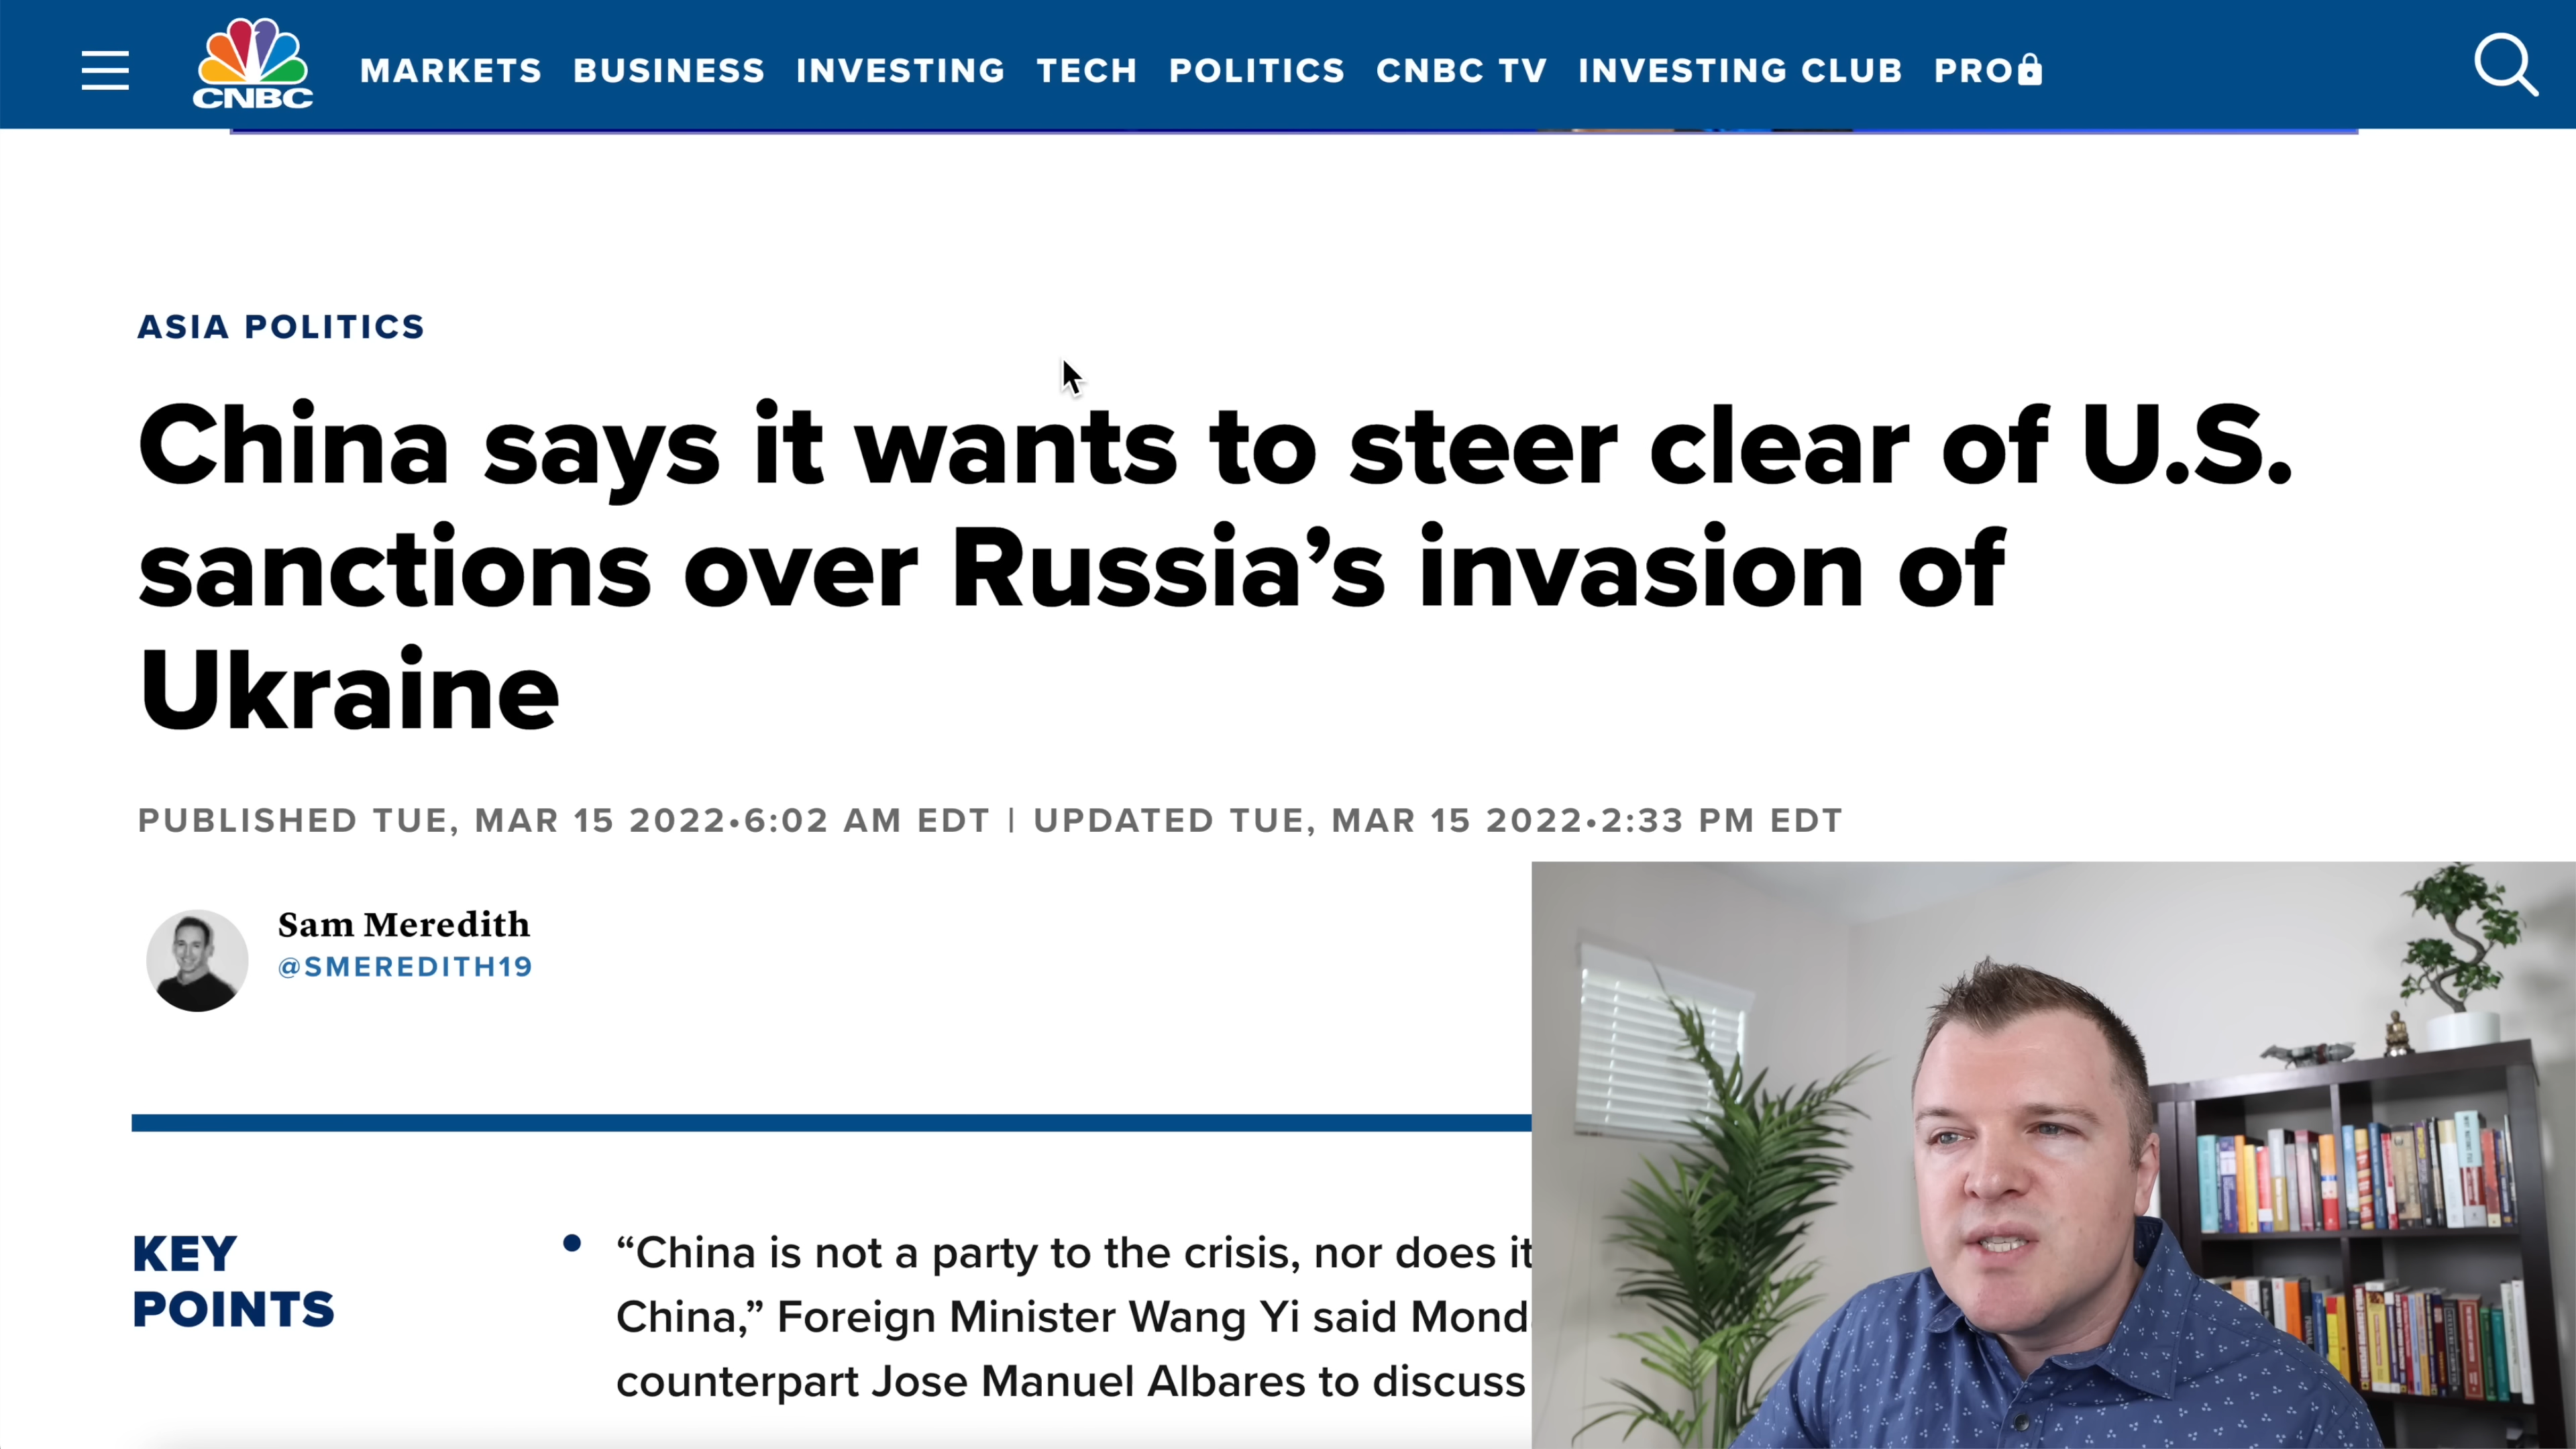 MARKETS BUSINESS INVESTING TECH POLITICS CNBC TV INVESTING CLUB PRO
CNBC
ASIA POLITICS
China says it wants to steer clear of U.S.
sanctions over Russia’s invasion of
Ukraine
PUBLISHED TUE, MAR 15 2022•6:02 AM EDT | UPDATED TUE, MAR 15 2022•2:33 PM EDT
Sam Meredith
@SMEREDITH19
KEY
POINTS
• “China is not a party to the crisis, nor does it
China,” Foreign Minister Wang Yi said Mond
counterpart Jose Manuel Albares to discuss